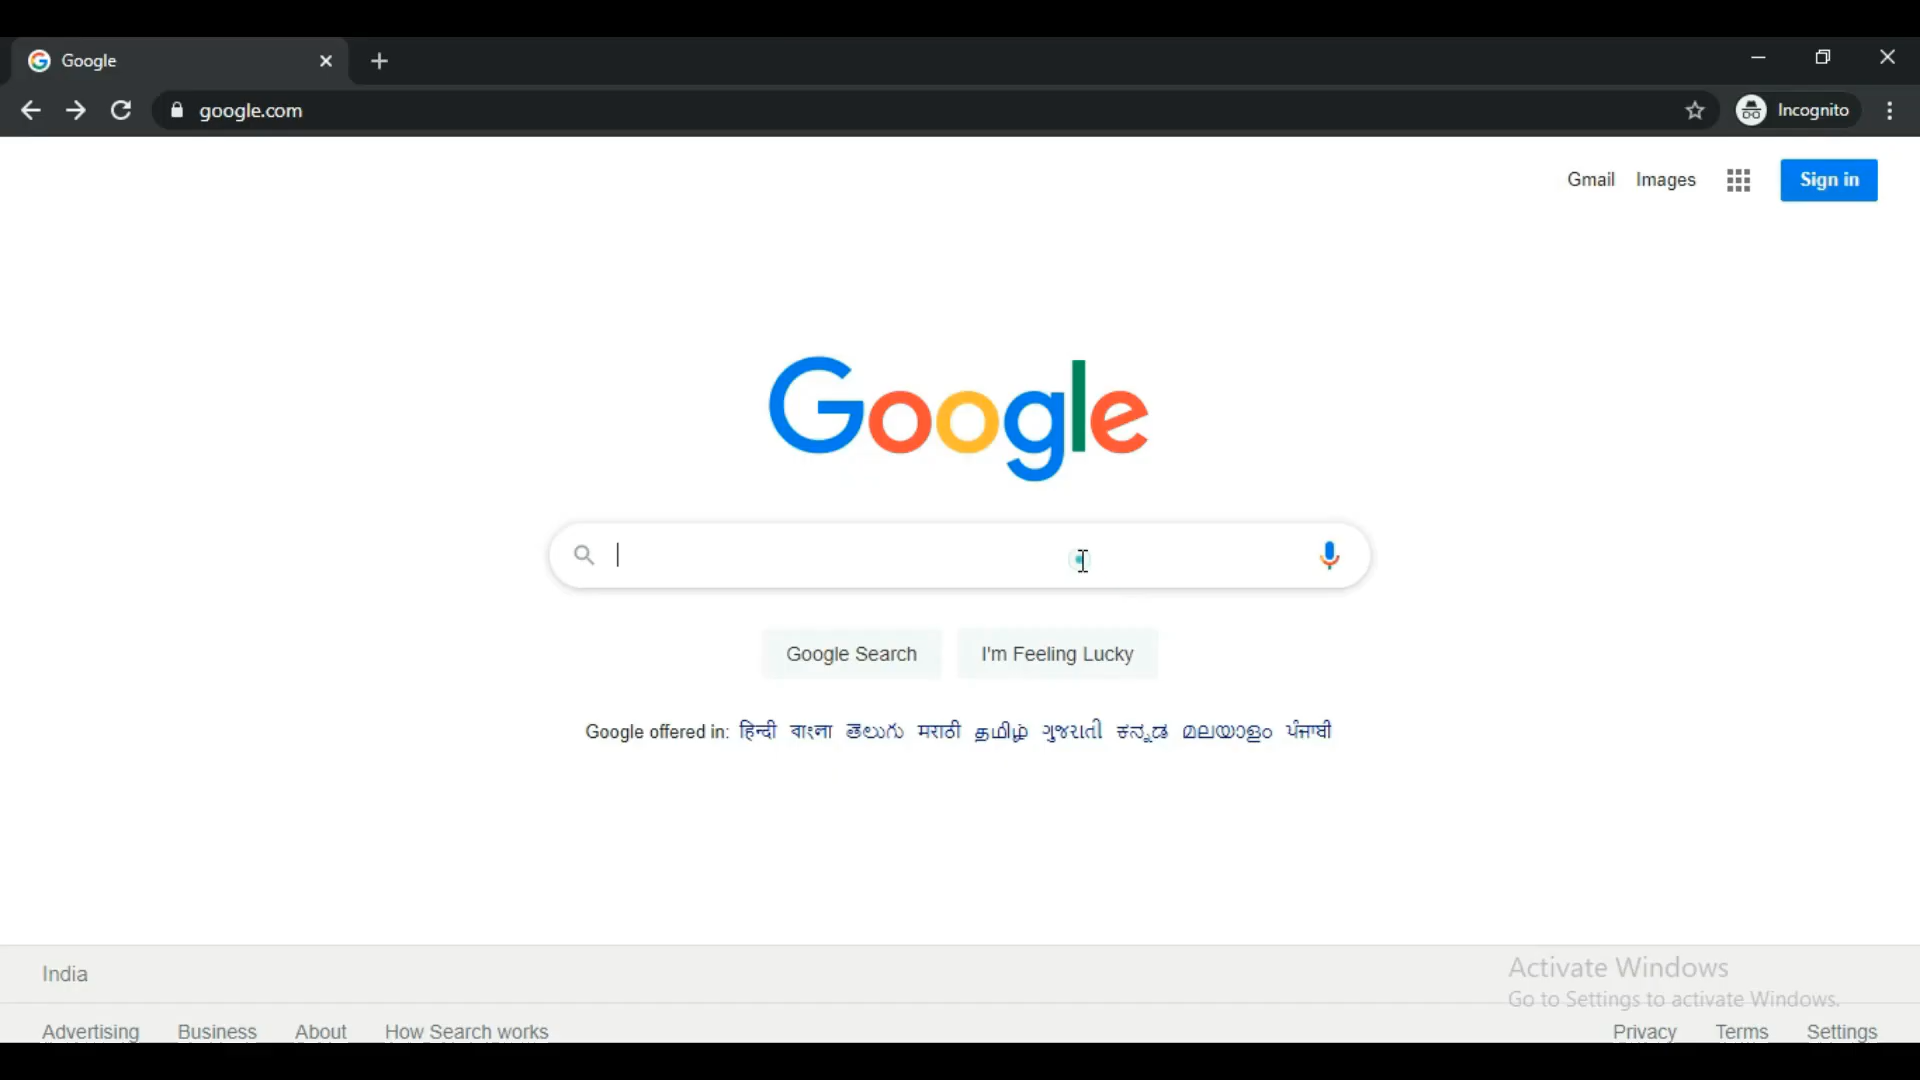 Google
google.com
Incognito
Gmail Images
Sign in
Google
Google Search I'm Feeling Lucky
Google offered in: हिन्दी বাংলা తెలుగు मराठी தமிழ் ગુજરાતી ಕನ್ನಡ മലയാളം ਪੰਜਾਬੀ
India
Activate Windows
Go to Settings to activate Windows.
Advertising Business About How Search works Privacy Terms Settings